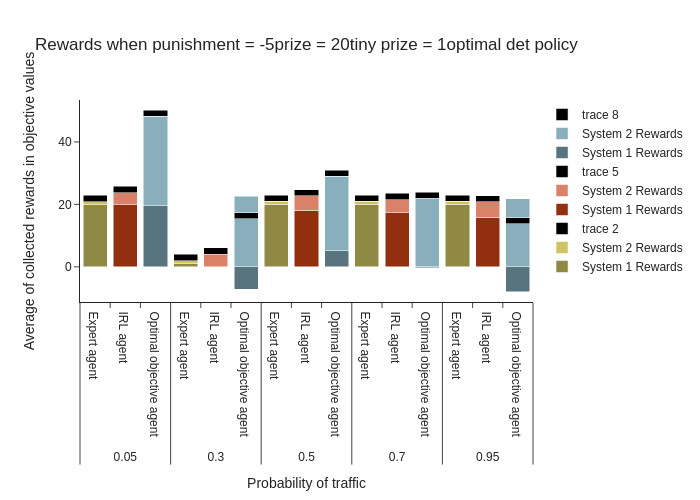 Rewards when punishment = -5prize = 20tiny prize = 1optimal det policy
Average of collected rewards in objective values
40
20
0
trace 8
System 2 Rewards
System 1 Rewards
trace 5
System 2 Rewards
System 1 Rewards
trace 2
System 2 Rewards
System 1 Rewards
Expert agent
IRL agent
Optimal objective agent
Expert agent
IRL agent
Optimal objective agent
Expert agent
IRL agent
Optimal objective agent
Expert agent
IRL agent
Optimal objective agent
Expert agent
IRL agent
Optimal objective agent
0.05
0.3
0.5
0.7
0.95
Probability of traffic